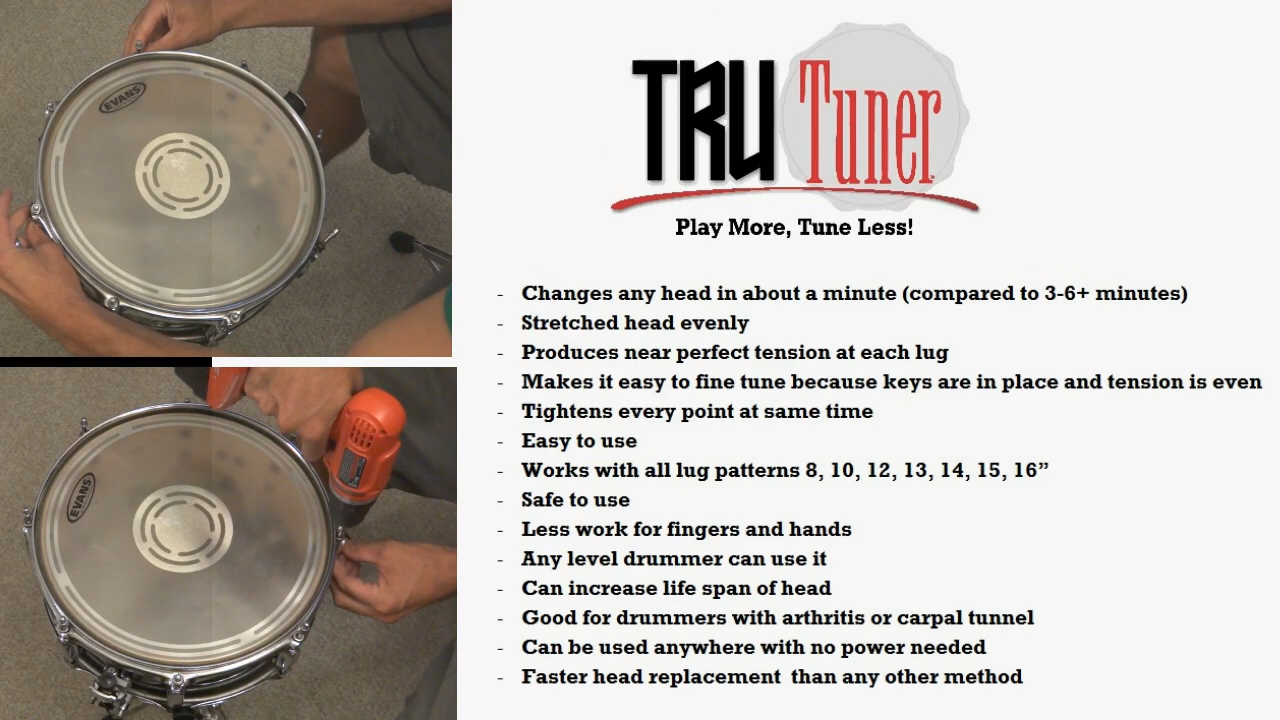 EVANS
EVANS
TRU Tuner
Play More, Tune Less!
- Changes any head in about a minute (compared to 3-6+ minutes)
- Stretched head evenly
- Produces near perfect tension at each lug
- Makes it easy to fine tune because keys are in place and tension is even
- Tightens every point at same time
- Easy to use
- Works with all lug patterns 8, 10, 12, 13, 14, 15, 16”
- Safe to use
- Less work for fingers and hands
- Any level drummer can use it
- Can increase life span of head
- Good for drummers with arthritis or carpal tunnel
- Can be used anywhere with no power needed
- Faster head replacement  than any other method